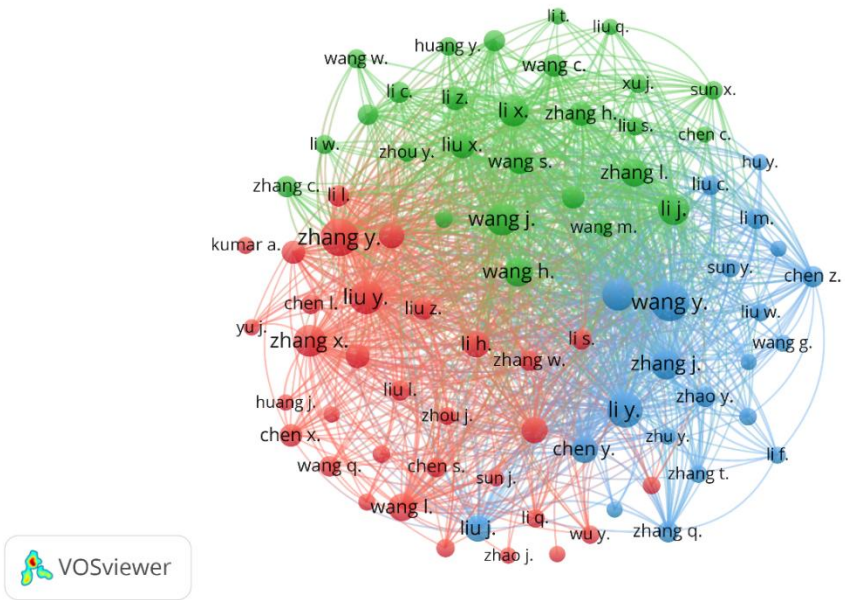 li t.
liu q.
huang y.
wang w.
wang c.
li c.
li z.
xu j.
sun x.
li x.
zhang h.
liu s.
chen c.
li w.
zhou y.
liu x.
wang s.
hu y.
zhang l.
zhang c.
li l.
liu c.
li j.
wang j.
li m.
wang m.
zhang y.
kumar a.
wang h.
sun y.
chen z.
chen l.
liu y.
liu z.
wang y.
liu w.
yu j.
zhang x.
li h.
li s.
wang g.
zhang w.
zhang j.
liu l.
zhao y.
huang j.
zhou j.
li y.
chen x.
zhu y.
chen y.
li f.
wang q.
chen s.
sun j.
zhang t.
wang l.
li q.
liu j.
wu y.
zhang q.
zhao j.
VOSviewer